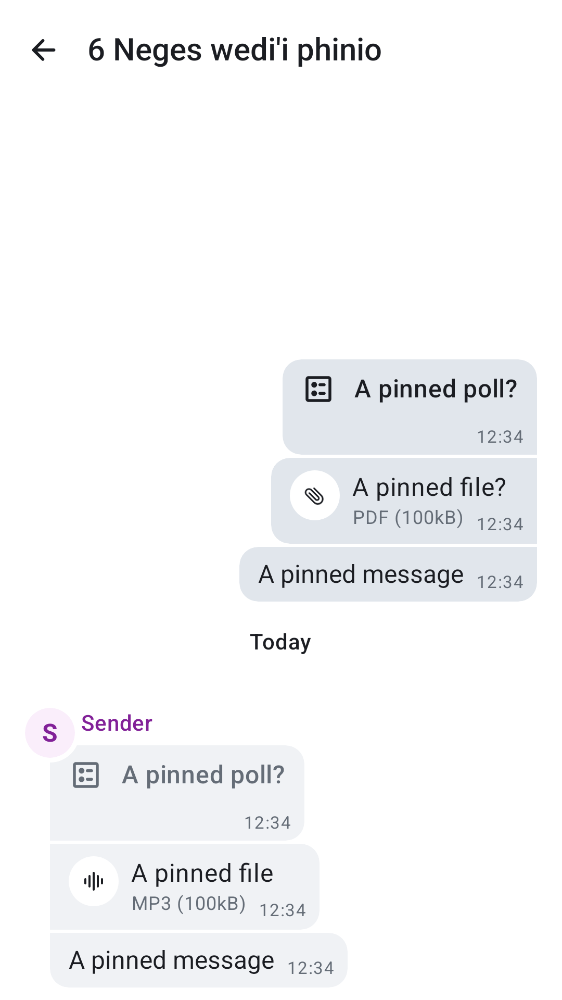 6 Neges wedi'i phinio
A pinned poll?
12:34
A pinned file?
PDF (100kB) 12:34
A pinned message 12:34
Today
S Sender
A pinned poll?
12:34
A pinned file
MP3 (100kB) 12:34
A pinned message 12:34